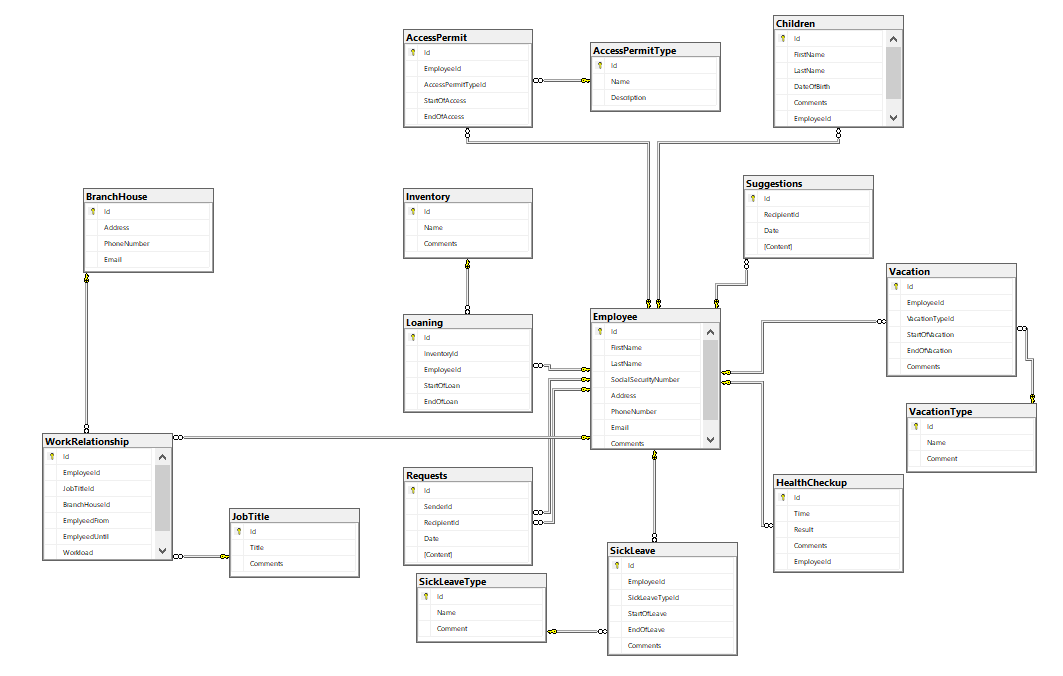 AccessPermit
Id
EmployeeId
AccessPermitTypeId
StartOfAccess
EndOfAccess
AccessPermitType
Id
Name
Description
Children
Id
FirstName
LastName
DateOfBirth
Comments
EmployeeId
BranchHouse
Id
Address
PhoneNumber
Email
Inventory
Id
Name
Comments
Suggestions
Id
RecipientId
Date
[Content]
Vacation
Id
EmployeeId
VacationTypeId
StartOfVacation
EndOfVacation
Comments
Loaning
Id
InventoryId
EmployeeId
StartOfLoan
EndOfLoan
Employee
Id
FirstName
LastName
SocialSecurityNumber
Address
PhoneNumber
Email
Comments
VacationType
Id
Name
Comment
WorkRelationship
Id
EmployeeId
JobTitleId
BranchHouseId
EmplyeedFrom
EmplyeedUntil
Workload
JobTitle
Id
Title
Comments
Requests
Id
SenderId
RecipientId
Date
[Content]
HealthCheckup
Id
Time
Result
Comments
EmployeeId
SickLeaveType
Id
Name
Comment
SickLeave
Id
EmployeeId
SickLeaveTypeId
StartOfLeave
EndOfLeave
Comments